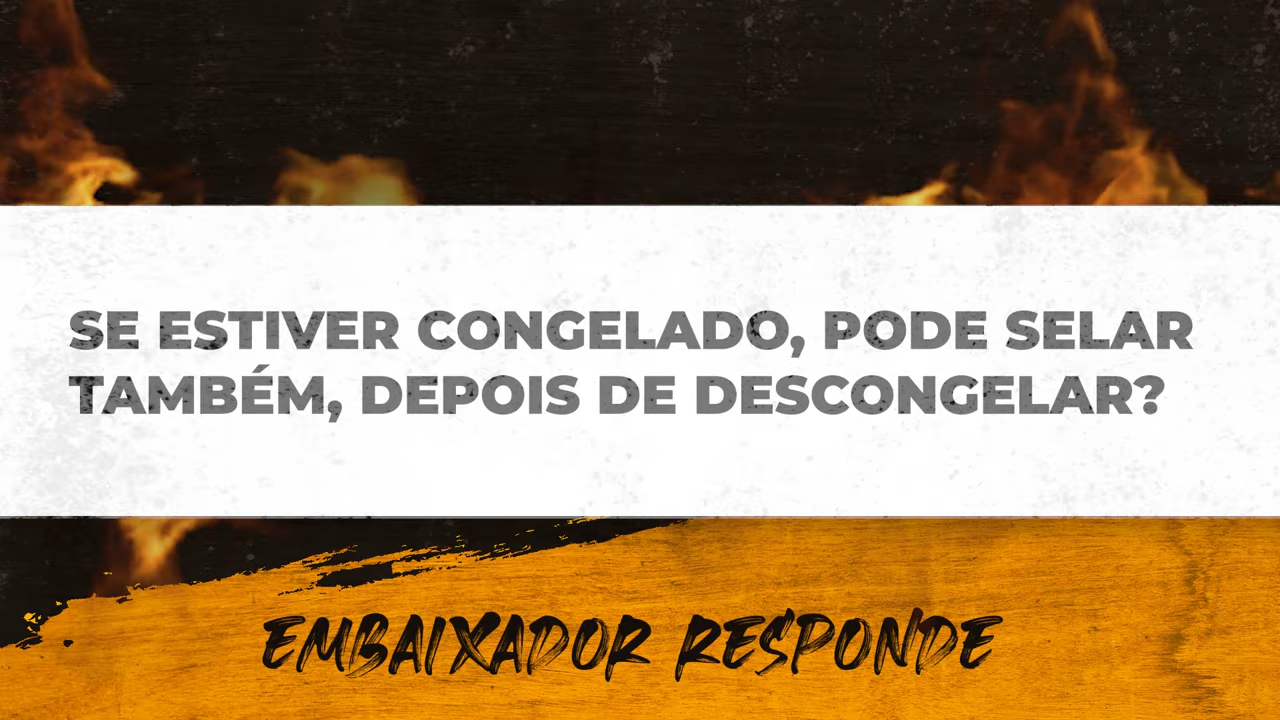 SE ESTIVER CONGELADO, PODE SELAR
TAMBÉM, DEPOIS DE DESCONGELAR?
EMBAIXADOR RESPONDE